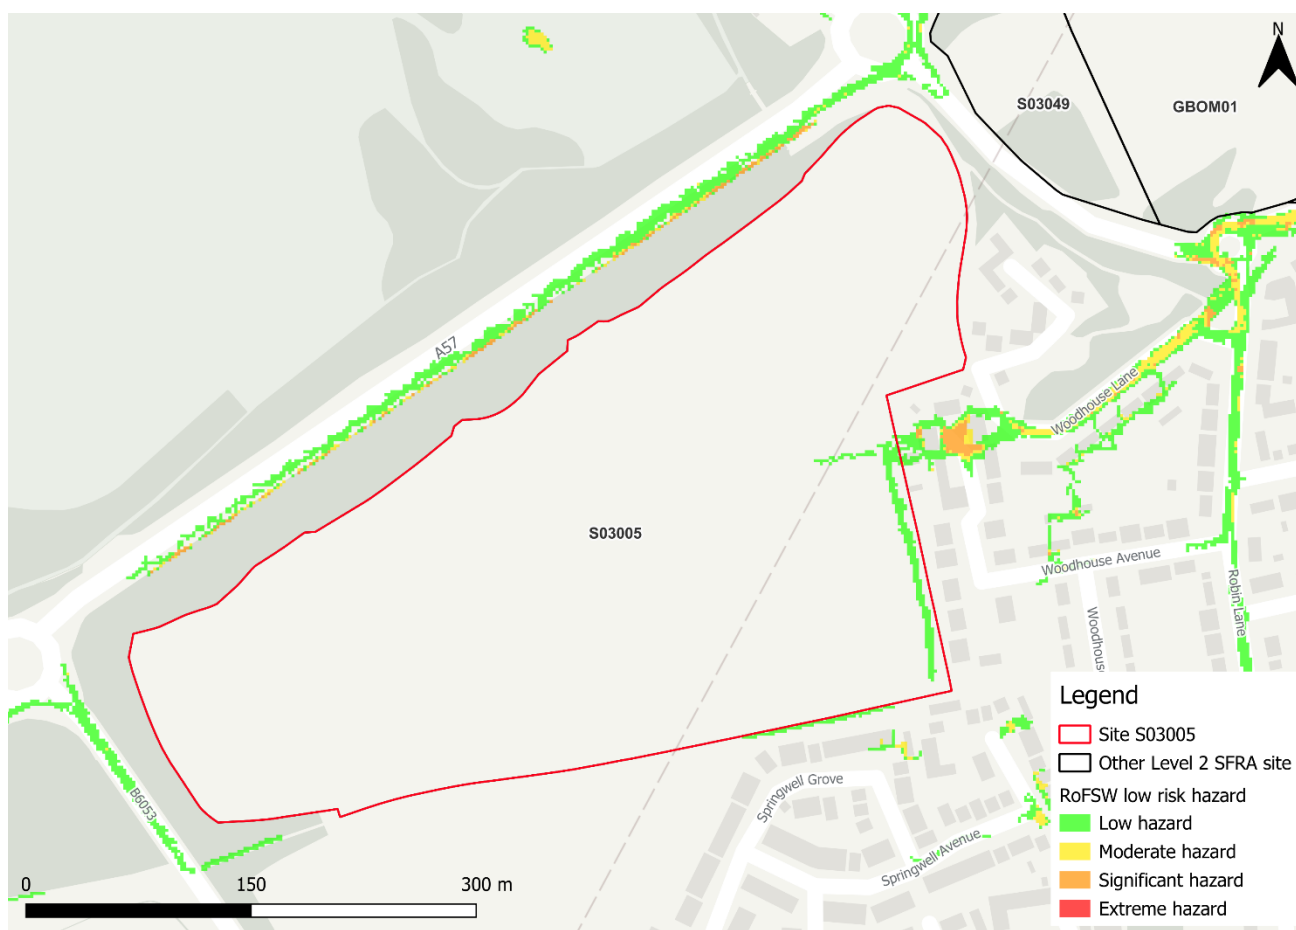 N
S03049
GBOM01
A57
Woodhouse Lane
S03005
Woodhouse Avenue
Robin Lane
Woodhouse
B6053
Springwell Grove
Springwell Avenue
0 150 300 m
Legend
Site S03005
Other Level 2 SFRA site
RoFSW low risk hazard
Low hazard
Moderate hazard
Significant hazard
Extreme hazard